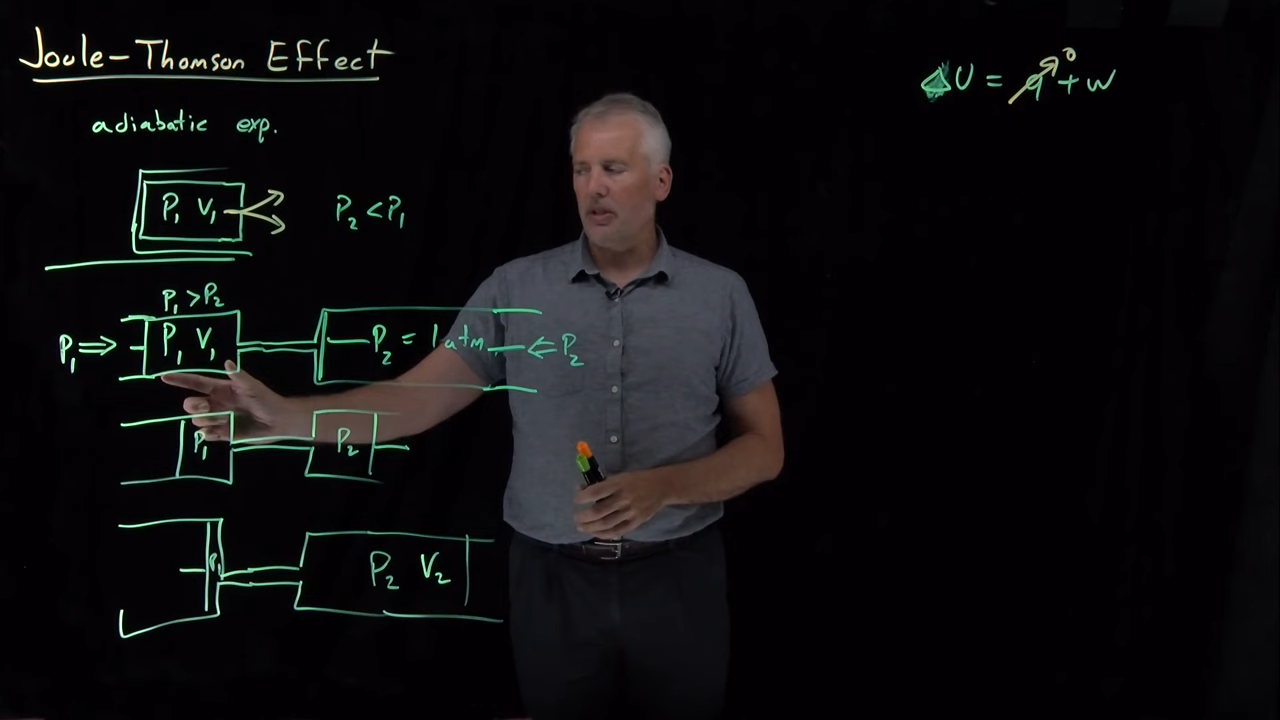 Joule-Thomson Effect
ΔU = q⁰ + w
adiabatic exp.
P₁ V₁
P₂ < P₁
P₁ > P₂
P₁ ⇒ P₁ V₁ P₂ = 1 atm ⇐ P₂
P₁ P₂
P₁ P₂ V₂